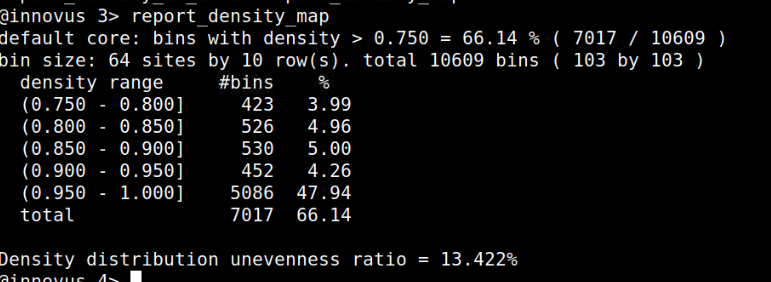 @innovus 3> report_density_map
default core: bins with density > 0.750 = 66.14 % ( 7017 / 10609 )
bin size: 64 sites by 10 row(s). total 10609 bins ( 103 by 103 )
  density range      #bins    %
  (0.750 - 0.800]      423   3.99
  (0.800 - 0.850]      526   4.96
  (0.850 - 0.900]      530   5.00
  (0.900 - 0.950]      452   4.26
  (0.950 - 1.000]     5086  47.94
  total               7017  66.14

Density distribution unevenness ratio = 13.422%
@innovus 4>